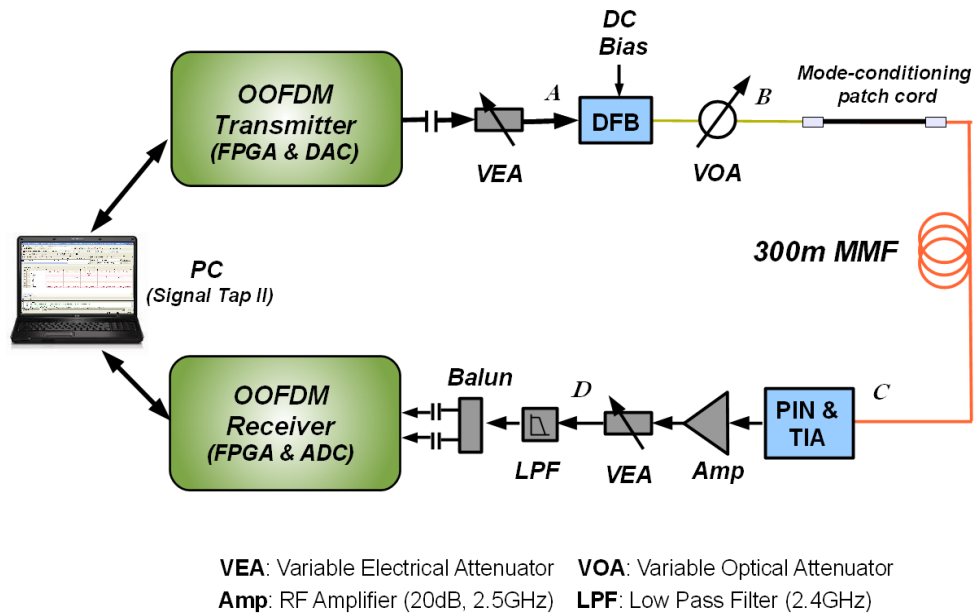 DC
Bias
OOFDM
Transmitter
(FPGA & DAC)
A
DFB
B
Mode-conditioning
patch cord
VEA
VOA
300m MMF
PC
(Signal Tap II)
OOFDM
Receiver
(FPGA & ADC)
Balun
D
C
PIN &
TIA
LPF
VEA
Amp
VEA: Variable Electrical Attenuator VOA: Variable Optical Attenuator
Amp: RF Amplifier (20dB, 2.5GHz) LPF: Low Pass Filter (2.4GHz)